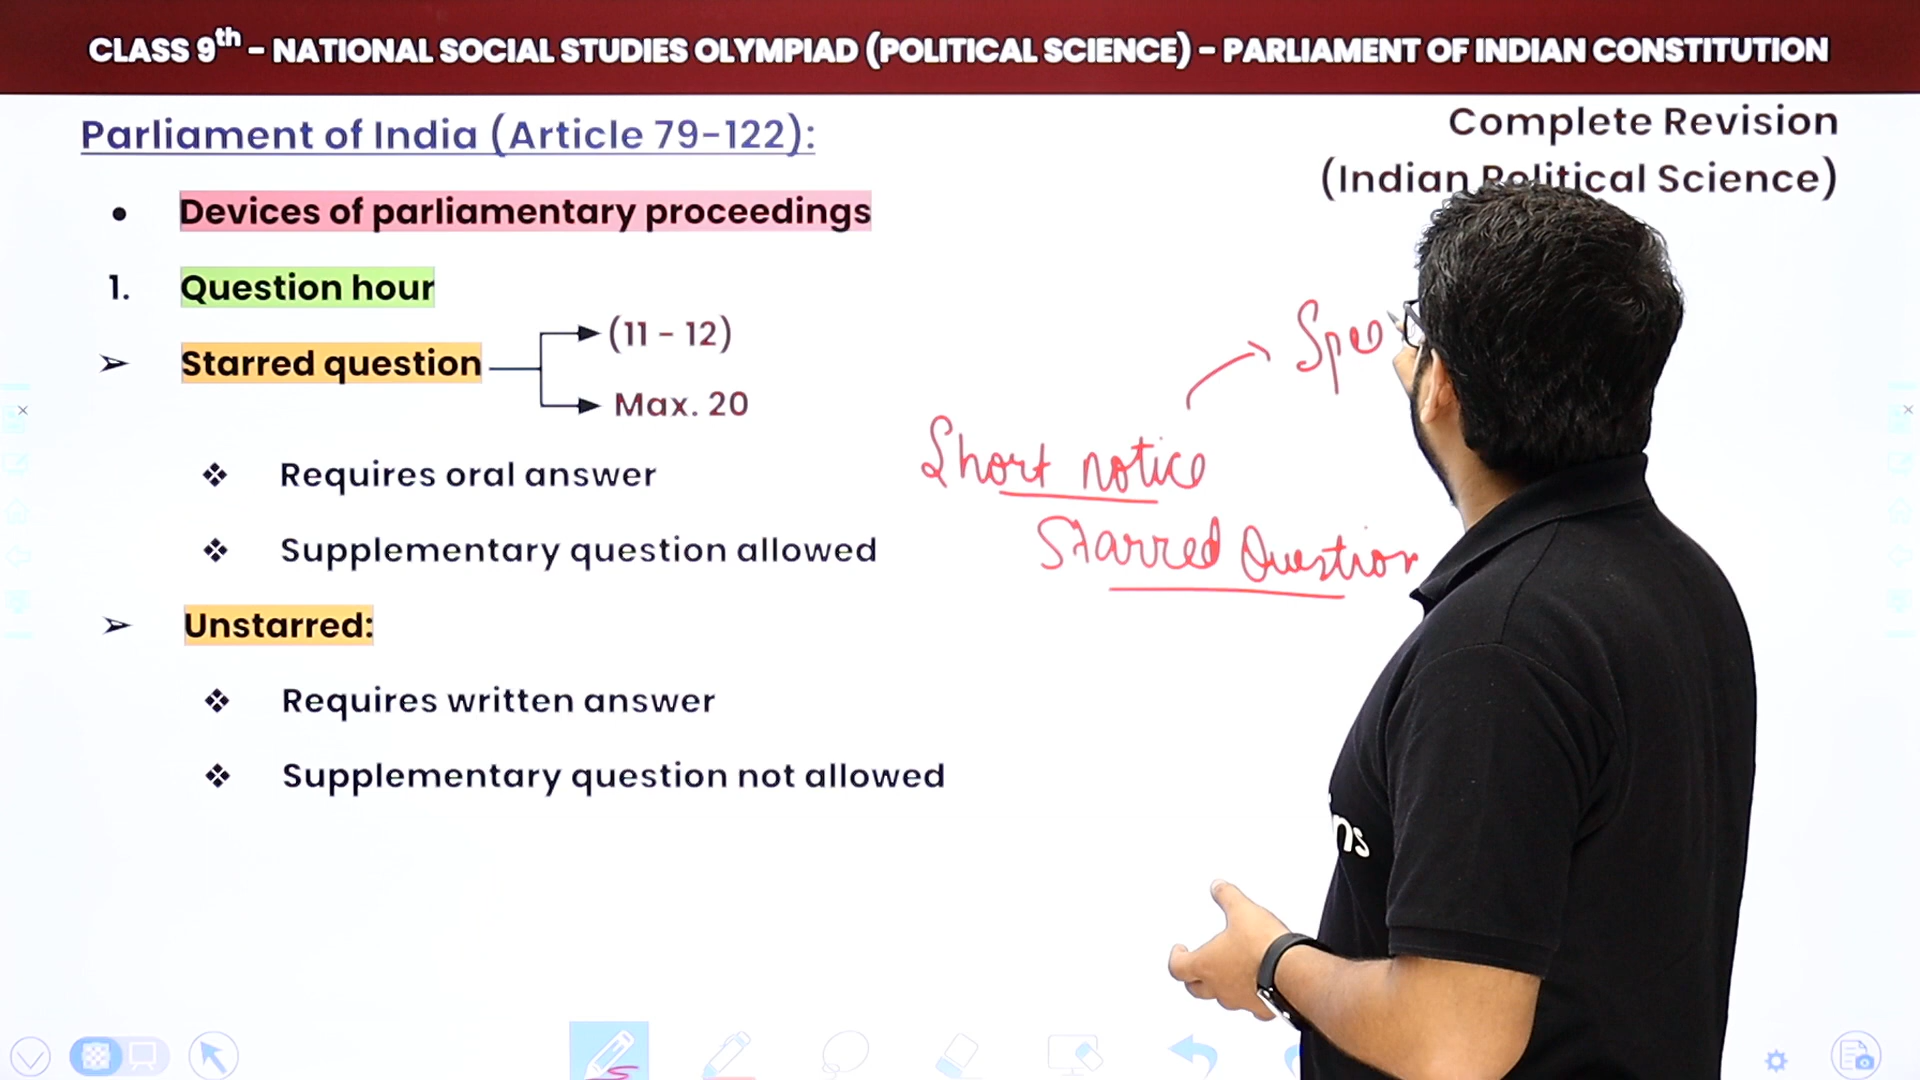 CLASS 9th - NATIONAL SOCIAL STUDIES OLYMPIAD (POLITICAL SCIENCE) - PARLIAMENT OF INDIAN CONSTITUTION
Parliament of India (Article 79-122):
Complete Revision
(Indian Political Science)
• Devices of parliamentary proceedings
1. Question hour
➢ Starred question
(11 - 12)
Max. 20
❖ Requires oral answer
❖ Supplementary question allowed
➢ Unstarred:
❖ Requires written answer
❖ Supplementary question not allowed
Spea
Short notice
Starred Question
ns